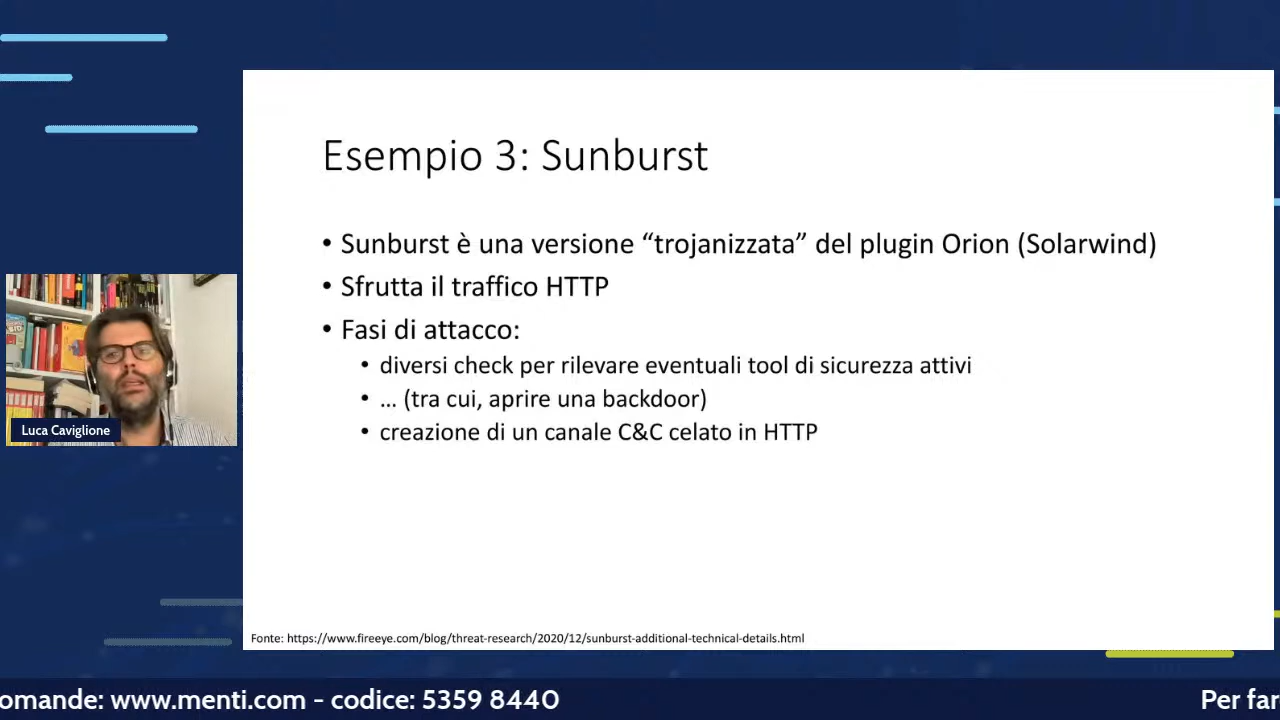 Esempio 3: Sunburst
• Sunburst è una versione “trojanizzata” del plugin Orion (Solarwind)
• Sfrutta il traffico HTTP
• Fasi di attacco:
• diversi check per rilevare eventuali tool di sicurezza attivi
• … (tra cui, aprire una backdoor)
• creazione di un canale C&C celato in HTTP
Luca Caviglione
Fonte: https://www.fireeye.com/blog/threat-research/2020/12/sunburst-additional-technical-details.html
omande: www.menti.com - codice: 5359 8440
Per far